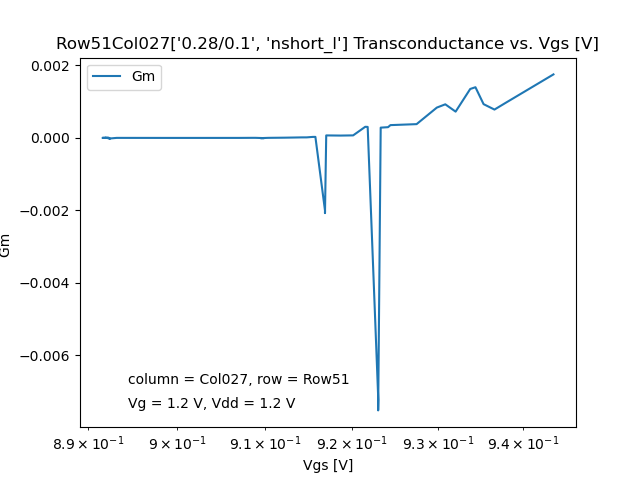 Row51Col027['0.28/0.1', 'nshort_l'] Transconductance vs. Vgs [V]
Gm
0.002
0.000
−0.002
−0.004
−0.006
Gm
column = Col027, row = Row51
Vg = 1.2 V, Vdd = 1.2 V
8.9 × 10⁻¹ 9 × 10⁻¹ 9.1 × 10⁻¹ 9.2 × 10⁻¹ 9.3 × 10⁻¹ 9.4 × 10⁻¹
Vgs [V]